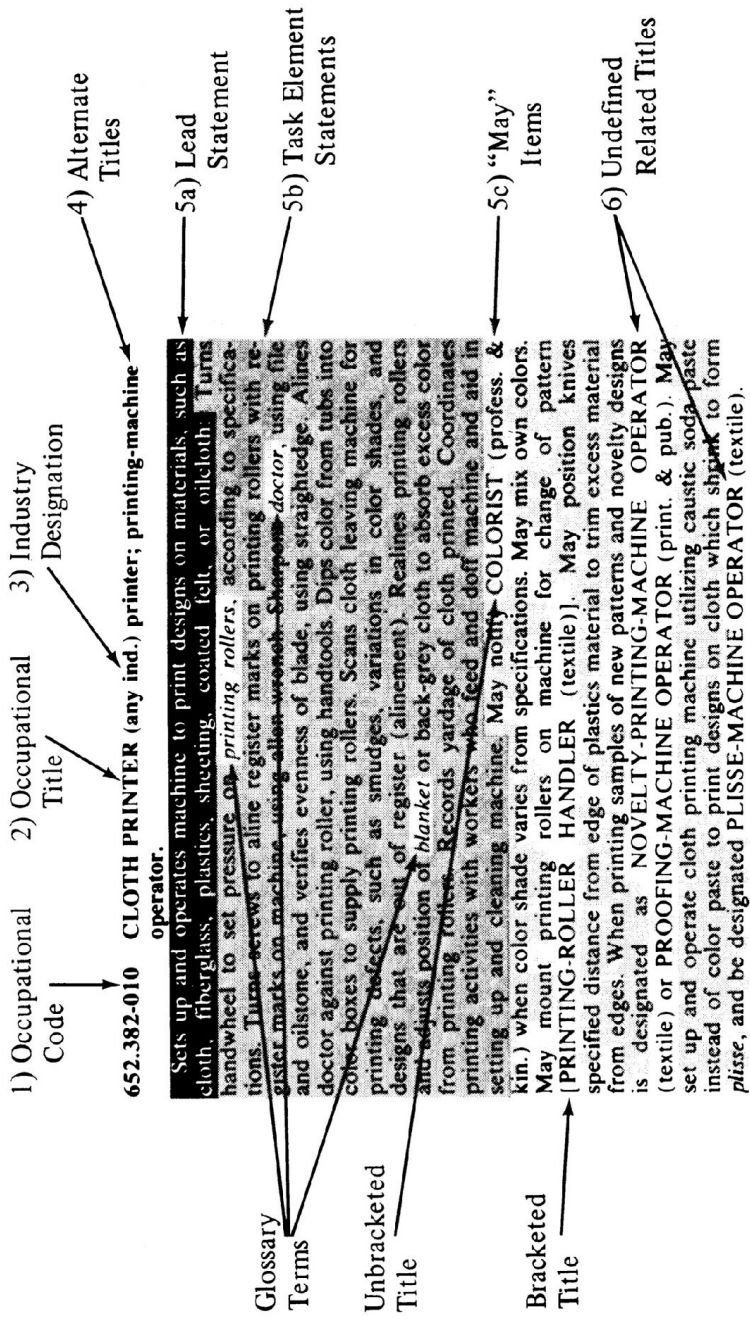 1) Occupational
Code
2) Occupational
Title
3) Industry
Designation
4) Alternate
Titles
652.382-010 CLOTH PRINTER (any ind.) printer; printing-machine
operator.
Sets up and operates machine to print designs on materials, such as
cloth, fiberglass, plastics, sheeting, coated felt, or oilcloth: Turns
handwheel to set pressure on printing rollers, according to specifica-
tions. Turns screws to aline register marks on printing rollers with re-
gister marks on machine, using allen wrench. Sharpens doctor, using file
and oilstone, and verifies evenness of blade, using straightedge. Alines
doctor against printing roller, using handtools. Dips color from tubs into
color boxes to supply printing rollers. Scans cloth leaving machine for
printing defects, such as smudges, variations in color shades, and
designs that are out of register (alinement). Realines printing rollers
and adjusts position of blanket or back-grey cloth to absorb excess color
from printing rollers. Records yardage of cloth printed. Coordinates
printing activities with workers who feed and doff machine and aid in
setting up and cleaning machine. May notify COLORIST (profess. &
kin.) when color shade varies from specifications. May mix own colors.
May mount printing rollers on machine for change of pattern
[PRINTING-ROLLER HANDLER (textile)]. May position knives
specified distance from edge of plastics material to trim excess material
from edges. When printing samples of new patterns and novelty designs
is designated as NOVELTY-PRINTING-MACHINE OPERATOR
(textile) or PROOFING-MACHINE OPERATOR (print. & pub.). May
set up and operate cloth printing machine utilizing caustic soda paste
instead of color paste to print designs on cloth which shrink to form
plisse, and be designated PLISSE-MACHINE OPERATOR (textile).
5a) Lead
Statement
5b) Task Element
Statements
5c) "May"
Items
6) Undefined
Related Titles
Glossary
Terms
Unbracketed
Title
Bracketed
Title